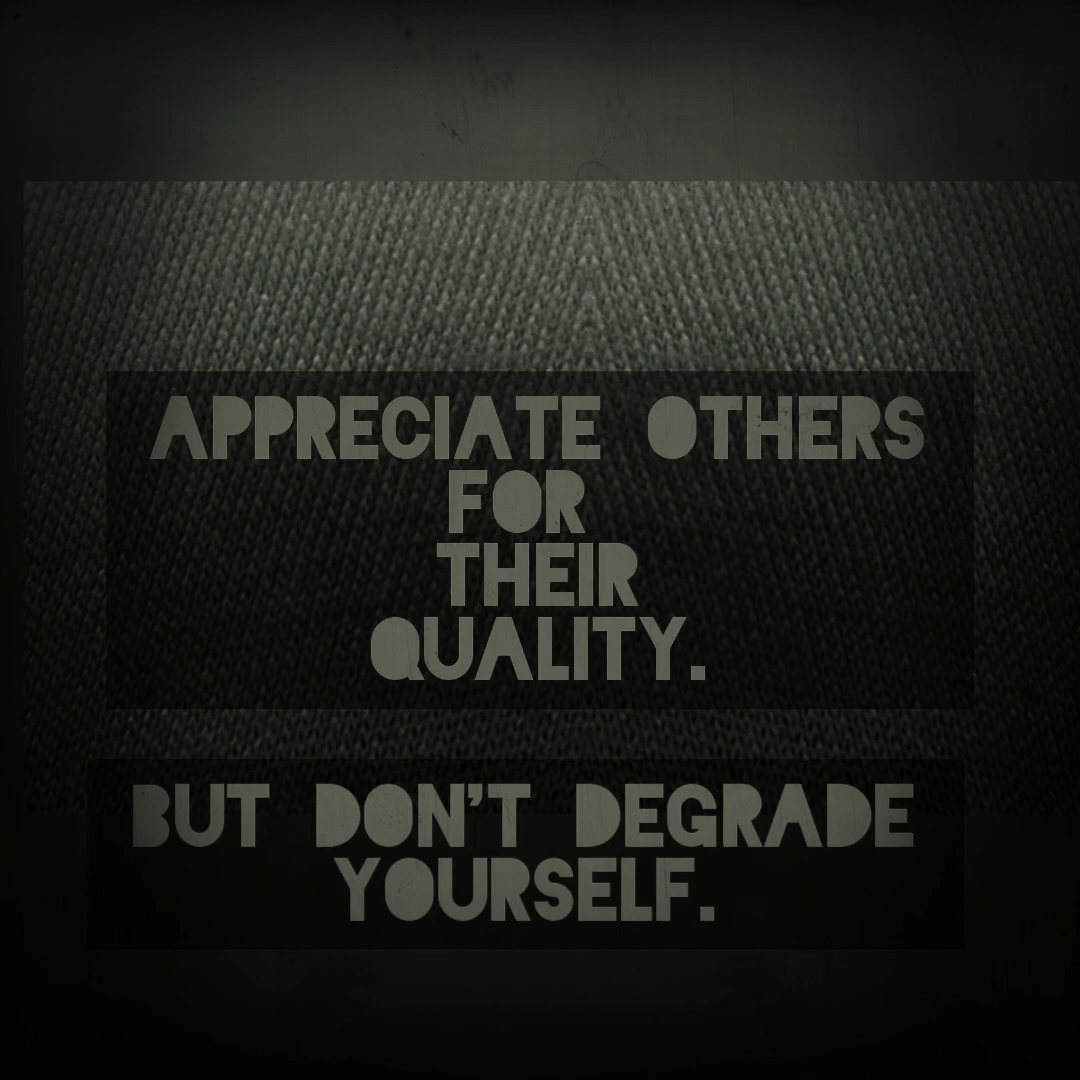 APPRECIATE OTHERS
FOR
THEIR
QUALITY.
BUT DON'T DEGRADE
YOURSELF.